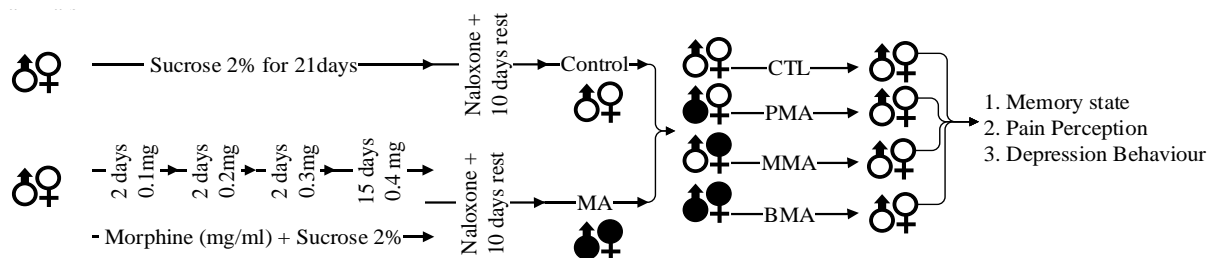 Sucrose 2% for 21days
Naloxone +
10 days rest
Control
2 days
0.1mg
2 days
0.2mg
2 days
0.3mg
15 days
0.4 mg
Morphine (mg/ml) + Sucrose 2%
Naloxone +
10 days rest
MA
CTL
PMA
MMA
BMA
1. Memory state
2. Pain Perception
3. Depression Behaviour